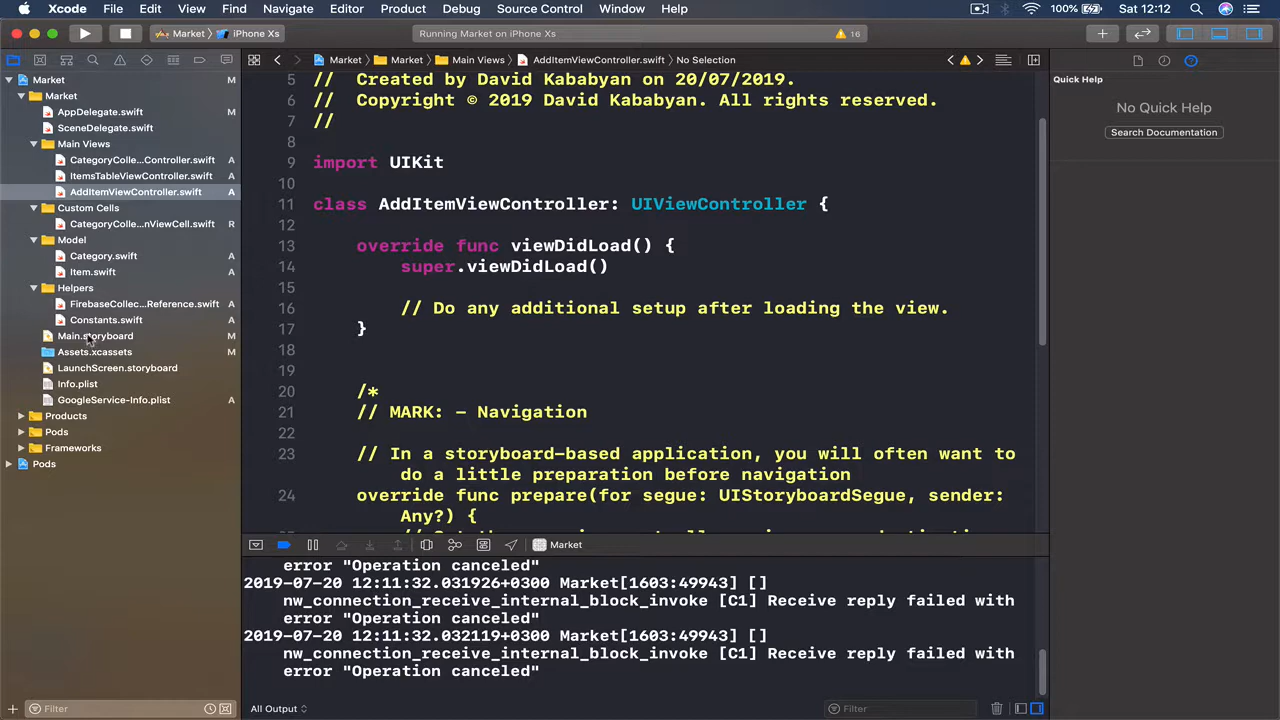 Xcode File Edit View Find Navigate Editor Product Debug Source Control Window Help 100% Sat 12:12
Market iPhone Xs Running Market on iPhone Xs 16
Market Market Main Views AddItemViewController.swift No Selection
Market M
Market
AppDelegate.swift M
SceneDelegate.swift
Main Views
CategoryColle...Controller.swift A
ItemsTableViewController.swift A
AddItemViewController.swift A
Custom Cells
CategoryColle...nViewCell.swift R
Model
Category.swift A
Item.swift A
Helpers
FirebaseCollec...Reference.swift A
Constants.swift A
Main.storyboard M
Assets.xcassets M
LaunchScreen.storyboard
Info.plist
GoogleService-Info.plist A
Products
Pods
Frameworks
Pods
Filter
5 // Created by David Kababyan on 20/07/2019.
6 // Copyright © 2019 David Kababyan. All rights reserved.
7 //
8
9 import UIKit
10
11 class AddItemViewController: UIViewController {
12
13 override func viewDidLoad() {
14 super.viewDidLoad()
15
16 // Do any additional setup after loading the view.
17 }
18
19
20 /*
21 // MARK: - Navigation
22
23 // In a storyboard-based application, you will often want to
do a little preparation before navigation
24 override func prepare(for segue: UIStoryboardSegue, sender:
Any?) {
Market
error "Operation canceled"
2019-07-20 12:11:32.031926+0300 Market[1603:49943] []
nw_connection_receive_internal_block_invoke [C1] Receive reply failed with
error "Operation canceled"
2019-07-20 12:11:32.032119+0300 Market[1603:49943] []
nw_connection_receive_internal_block_invoke [C1] Receive reply failed with
error "Operation canceled"
All Output Filter
Quick Help
No Quick Help
Search Documentation